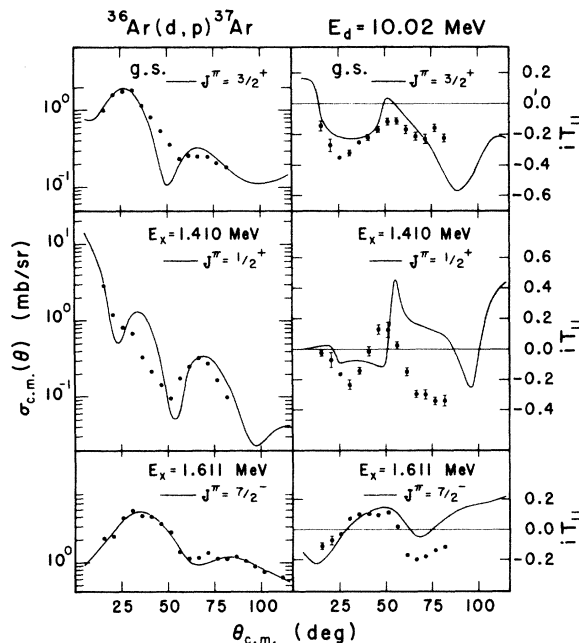 ³⁶Ar(d,p)³⁷Ar
E_d = 10.02 MeV
g.s.
J^π = 3/2⁺
10⁰
10⁻¹
g.s.
J^π = 3/2⁺
0.2
0.0
-0.2
-0.4
-0.6
i T₁₁
E_x = 1.410 MeV
J^π = 1/2⁺
10¹
10⁰
10⁻¹
E_x = 1.410 MeV
J^π = 1/2⁺
0.6
0.4
0.2
0.0
-0.2
-0.4
i T₁₁
σ_c.m.(θ) (mb/sr)
E_x = 1.611 MeV
J^π = 7/2⁻
10⁰
E_x = 1.611 MeV
J^π = 7/2⁻
0.2
0.0
-0.2
i T₁₁
25 50 75 100
25 50 75 100
θ_c.m. (deg)